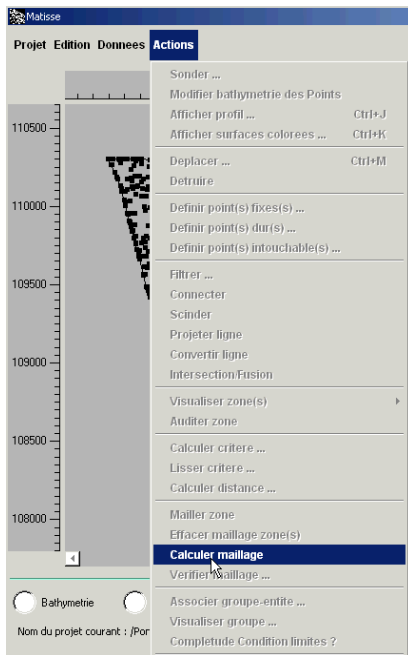 Matisse
Projet Edition Donnees Actions
Sonder ...
Modifier bathymetrie des Points
Afficher profil ... Ctrl+J
Afficher surfaces colorees ... Ctrl+K
Deplacer ... Ctrl+M
Detruire
Definir point(s) fixes(s) ...
Definir point(s) dur(s) ...
Definir point(s) intouchable(s) ...
Filtrer ...
Connecter
Scinder
Projeter ligne
Convertir ligne
Intersection/Fusion
Visualiser zone(s)
Auditer zone
Calculer critere ...
Lisser critere ...
Calculer distance ...
Mailler zone
Effacer maillage zone(s)
Calculer maillage
Verifier maillage ...
Associer groupe-entite ...
Visualiser groupe ...
Completude Condition limites ?
110500
110000
109500
109000
108500
108000
Bathymetrie
Nom du projet courant : /Por